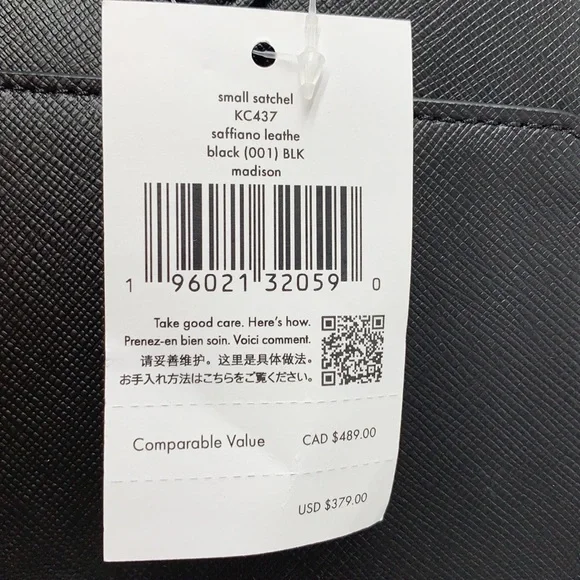 small satchel
KC437
saffiano leathe
black (001) BLK
madison
1 96021 32059 0
Take good care. Here's how.
Prenez-en bien soin. Voici comment.
请妥善维护。这里是具体做法。
お手入れ方法はこちらをご覧ください。
Comparable Value CAD $489.00
USD $379.00